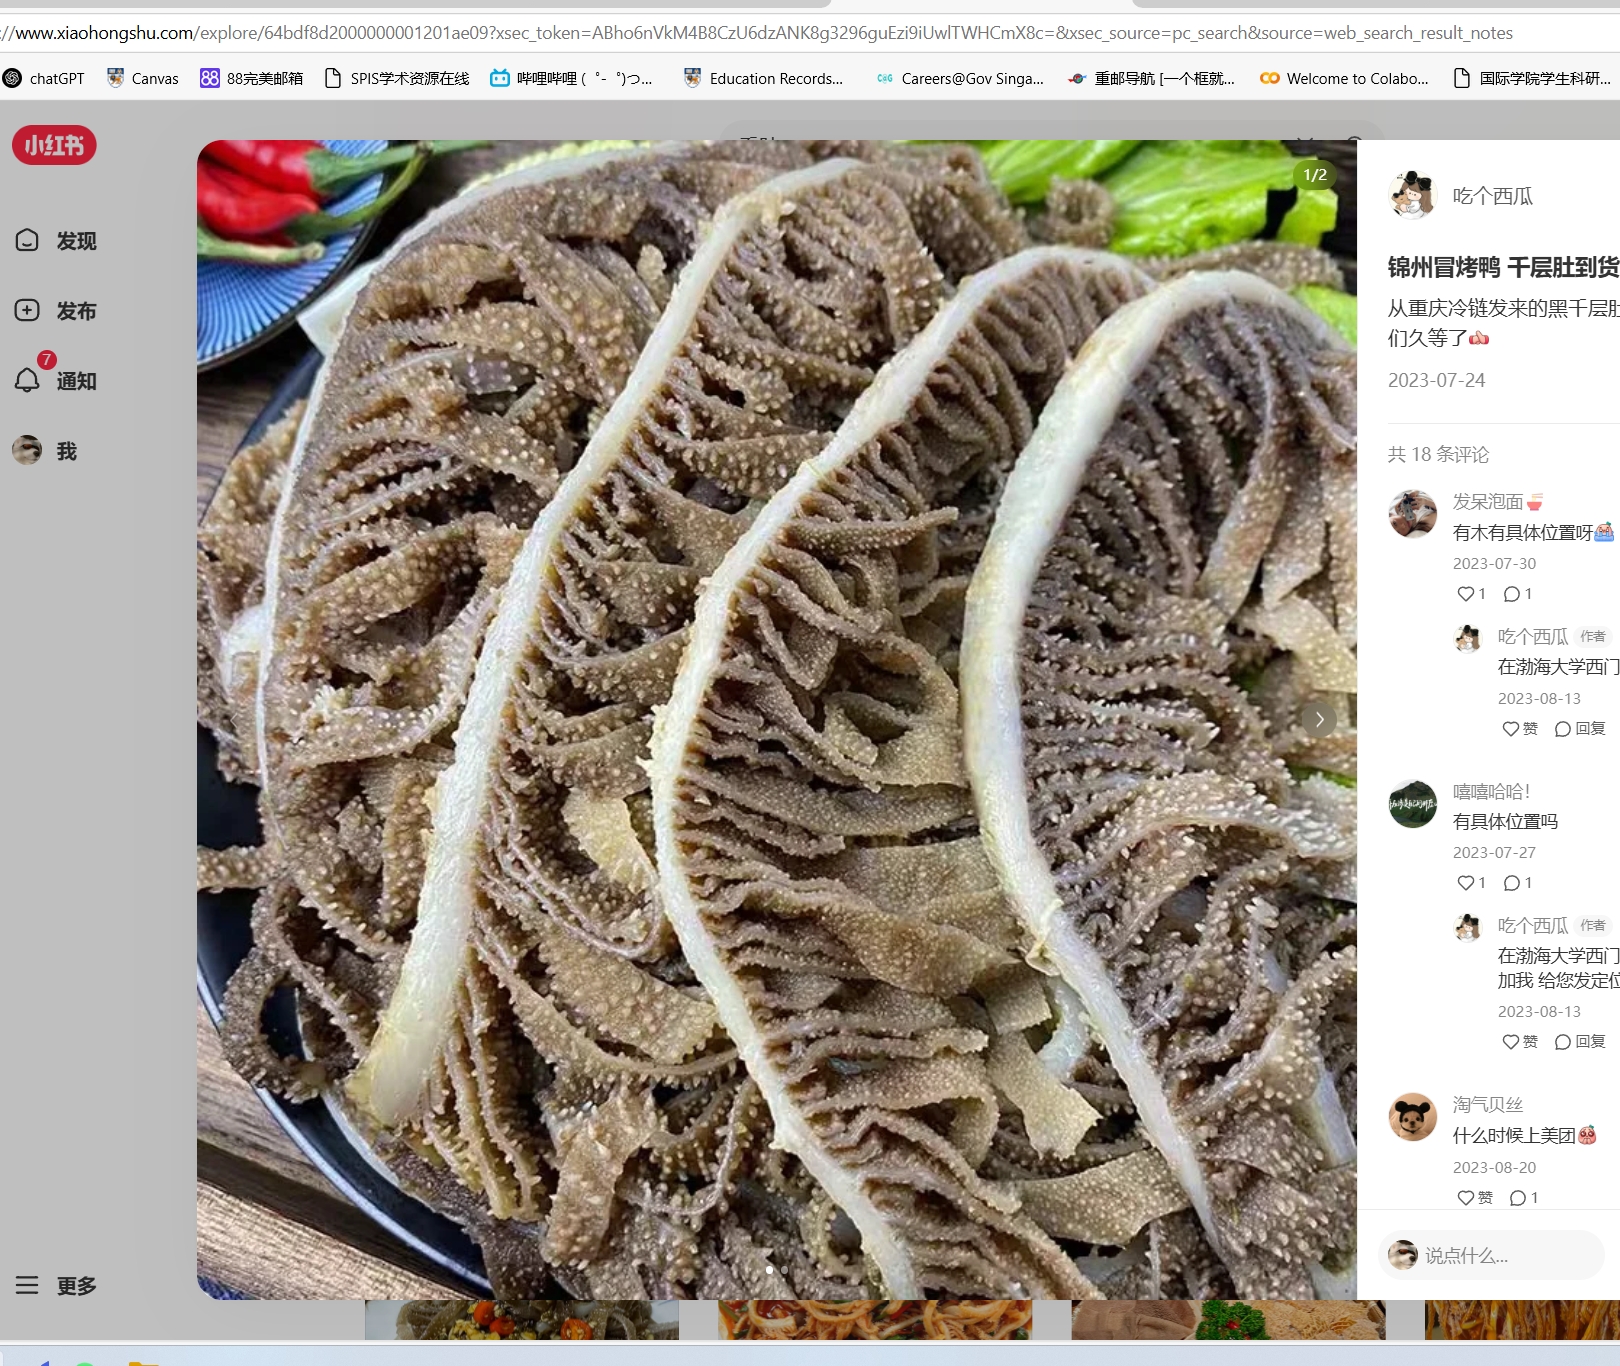 ://www.xiaohongshu.com/explore/64bdf8d2000000001201ae09?xsec_token=ABho6nVkM4B8CzU6dzANK8g3296guEzi9iUwlTWHCmX8c=&xsec_source=pc_search&source=web_search_result_notes
chatGPT
Canvas
88完美邮箱
SPIS学术资源在线
哔哩哔哩 ( ゜- ゜)つ...
Education Records...
Careers@Gov Singa...
重邮导航 [一个框就...
Welcome to Colabo...
国际学院学生科研...
小红书
发现
发布
7
通知
我
更多
1/2
吃个西瓜
锦州冒烤鸭 千层肚到货
从重庆冷链发来的黑千层肚
们久等了
2023-07-24
共 18 条评论
发呆泡面
有木有具体位置呀
2023-07-30
1
1
吃个西瓜 作者
在渤海大学西门
2023-08-13
赞 回复
嘻嘻哈哈！
有具体位置吗
2023-07-27
1
1
吃个西瓜 作者
在渤海大学西门
加我 给您发定位
2023-08-13
赞 回复
淘气贝丝
什么时候上美团
2023-08-20
赞 1
说点什么...